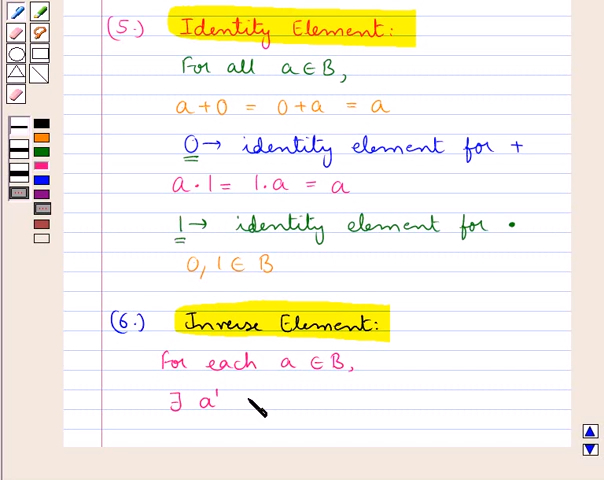 (5.) Identity Element:
For all a ∈ B,
a + 0 = 0 + a = a
0 → identity element for +
a · 1 = 1 · a = a
1 → identity element for ·
0, 1 ∈ B
(6.) Inverse Element:
For each a ∈ B,
∃ a'